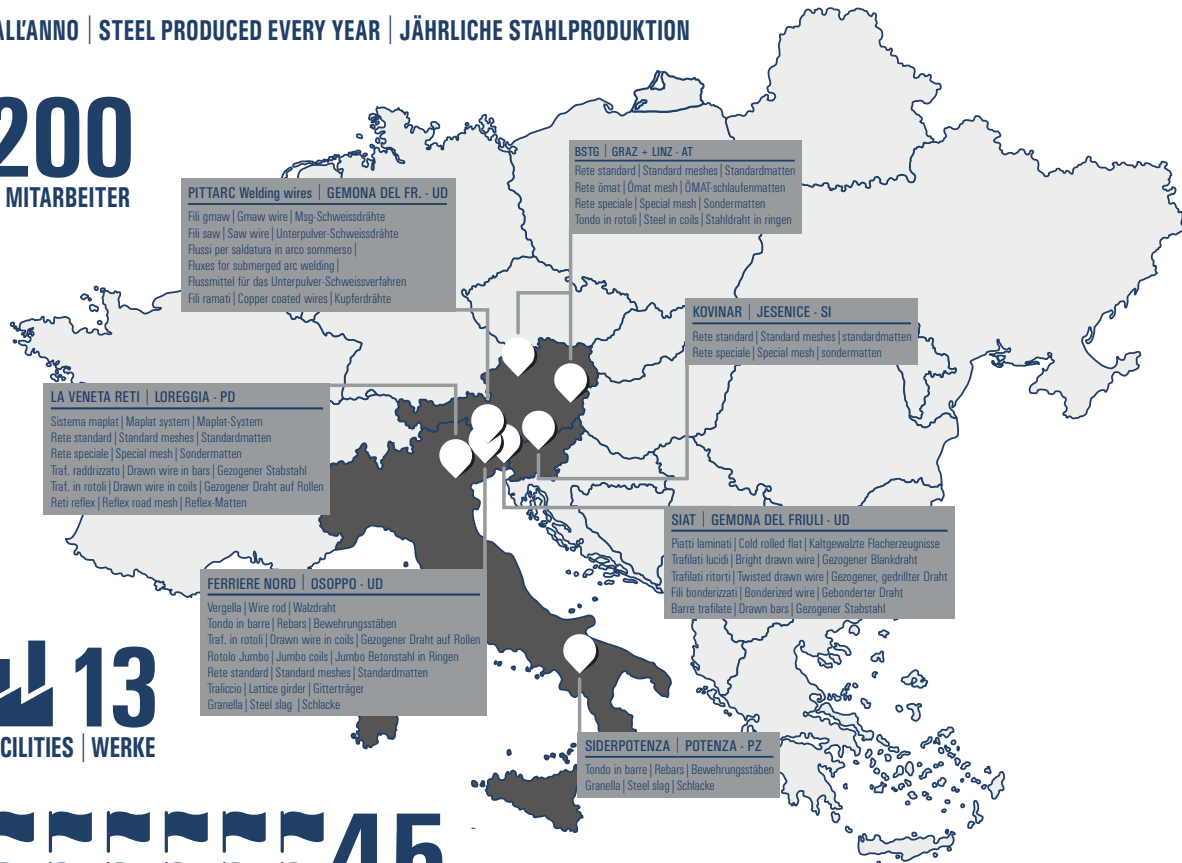 ALL'ANNO | STEEL PRODUCED EVERY YEAR | JÄHRLICHE STAHLPRODUKTION
200
MITARBEITER
BSTG | GRAZ + LINZ - AT
Rete standard | Standard meshes | Standardmatten
Rete ömat | Ömat mesh | ÖMAT-schlaufenmatten
Rete speciale | Special mesh | Sondermatten
Tondo in rotoli | Steel in coils | Stahldraht in ringen
PITTARC Welding wires | GEMONA DEL FR. - UD
Fili gmaw | Gmaw wire | Msg-Schweissdrähte
Fili saw | Saw wire | Unterpulver-Schweissdrähte
Flussi per saldatura in arco sommerso |
Fluxes for submerged arc welding |
Flussmittel für das Unterpulver-Schweissverfahren
Fili ramati | Copper coated wires | Kupferdrähte
KOVINAR | JESENICE - SI
Rete standard | Standard meshes | standardmatten
Rete speciale | Special mesh | sondermatten
LA VENETA RETI | LOREGGIA - PD
Sistema maplat | Maplat system | Maplat-System
Rete standard | Standard meshes | Standardmatten
Rete speciale | Special mesh | Sondermatten
Traf. raddrizzato | Drawn wire in bars | Gezogener Stabstahl
Traf. in rotoli | Drawn wire in coils | Gezogener Draht auf Rollen
Reti reflex | Reflex road mesh | Reflex-Matten
SIAT | GEMONA DEL FRIULI - UD
Piatti laminati | Cold rolled flat | Kaltgewalzte Flacherzeugnisse
Trafilati lucidi | Bright drawn wire | Gezogener Blankdraht
Trafilati ritorti | Twisted drawn wire | Gezogener, gedrillter Draht
Fili bonderizzati | Bonderized wire | Gebonderter Draht
Barre trafilate | Drawn bars | Gezogener Stabstahl
FERRIERE NORD | OSOPPO - UD
Vergella | Wire rod | Walzdraht
Tondo in barre | Rebars | Bewehrungsstäben
Traf. in rotoli | Drawn wire in coils | Gezogener Draht auf Rollen
Rotolo Jumbo | Jumbo coils | Jumbo Betonstahl in Ringen
Rete standard | Standard meshes | Standardmatten
Traliccio | Lattice girder | Gitterträger
Granella | Steel slag | Schlacke
13
CILITIES | WERKE
SIDERPOTENZA | POTENZA - PZ
Tondo in barre | Rebars | Bewehrungsstäben
Granella | Steel slag | Schlacke
45